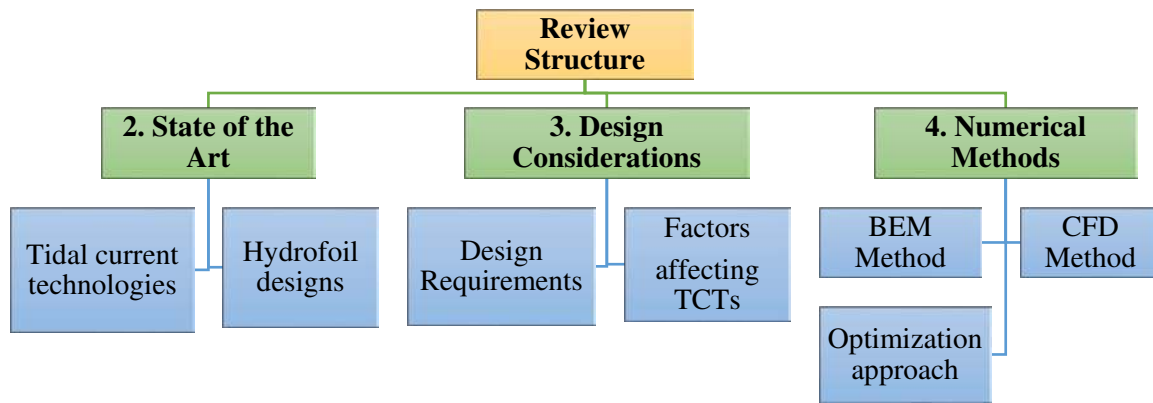 Review
Structure
2. State of the
Art
3. Design
Considerations
4. Numerical
Methods
Tidal current
technologies
Hydrofoil
designs
Design
Requirements
Factors
affecting
TCTs
BEM
Method
CFD
Method
Optimization
approach